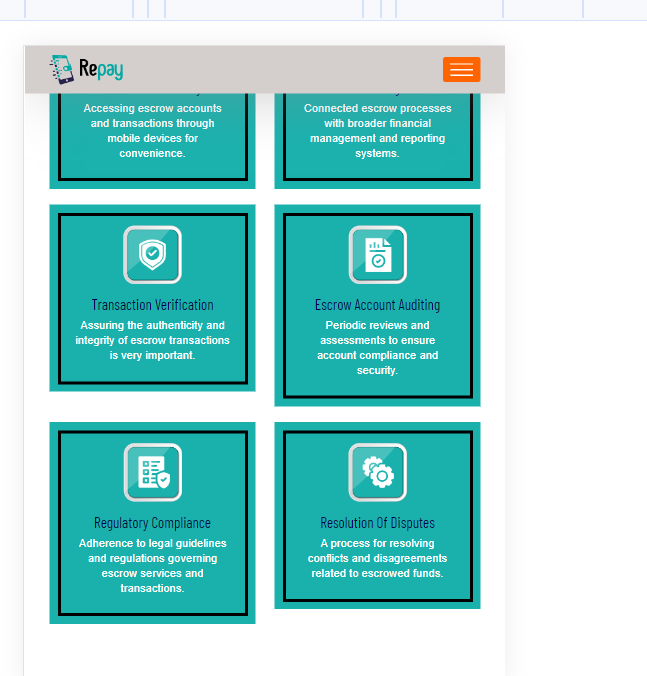 Repay
Accessing escrow accounts
and transactions through
mobile devices for
convenience.
Connected escrow processes
with broader financial
management and reporting
systems.
Transaction Verification
Assuring the authenticity and
integrity of escrow transactions
is very important.
Escrow Account Auditing
Periodic reviews and
assessments to ensure
account compliance and
security.
Regulatory Compliance
Adherence to legal guidelines
and regulations governing
escrow services and
transactions.
Resolution Of Disputes
A process for resolving
conflicts and disagreements
related to escrowed funds.